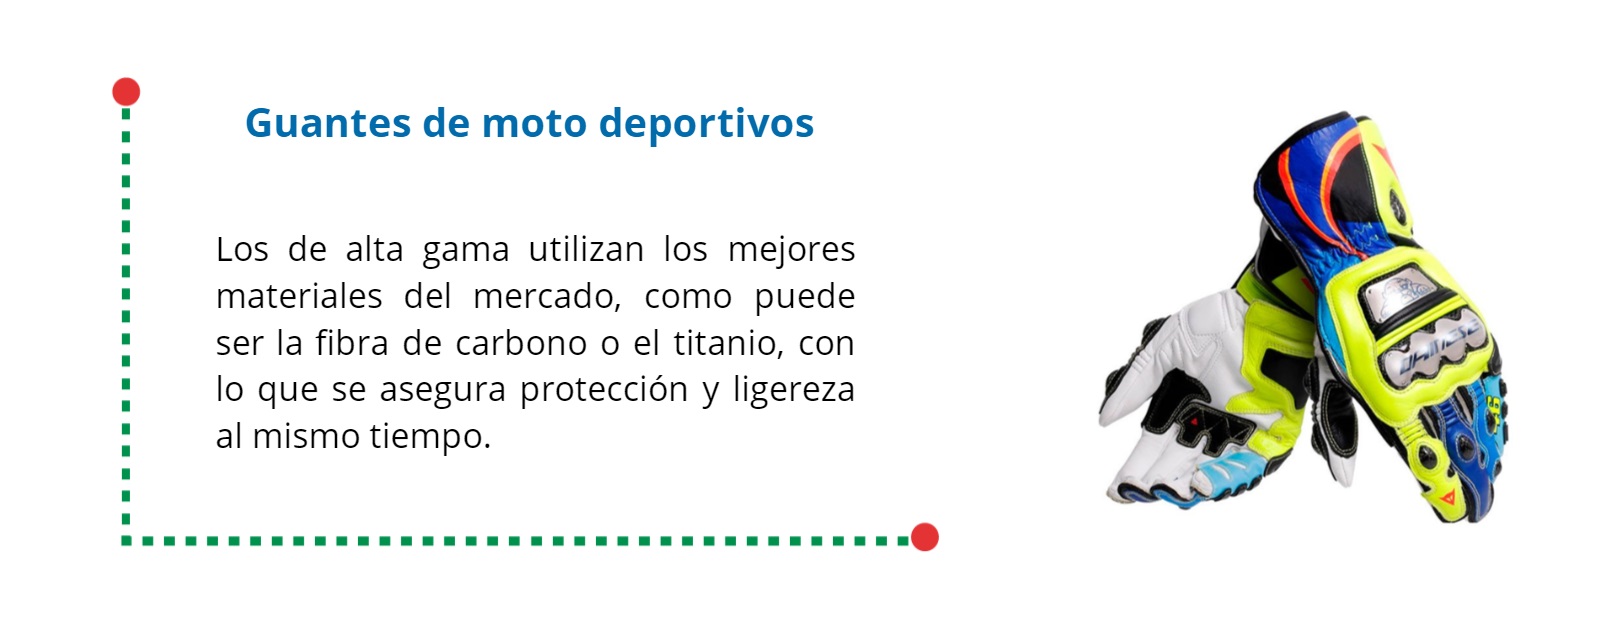 Guantes de moto deportivos
Los de alta gama utilizan los mejores
materiales del mercado, como puede
ser la fibra de carbono o el titanio, con
lo que se asegura protección y ligereza
al mismo tiempo.
DAINESE